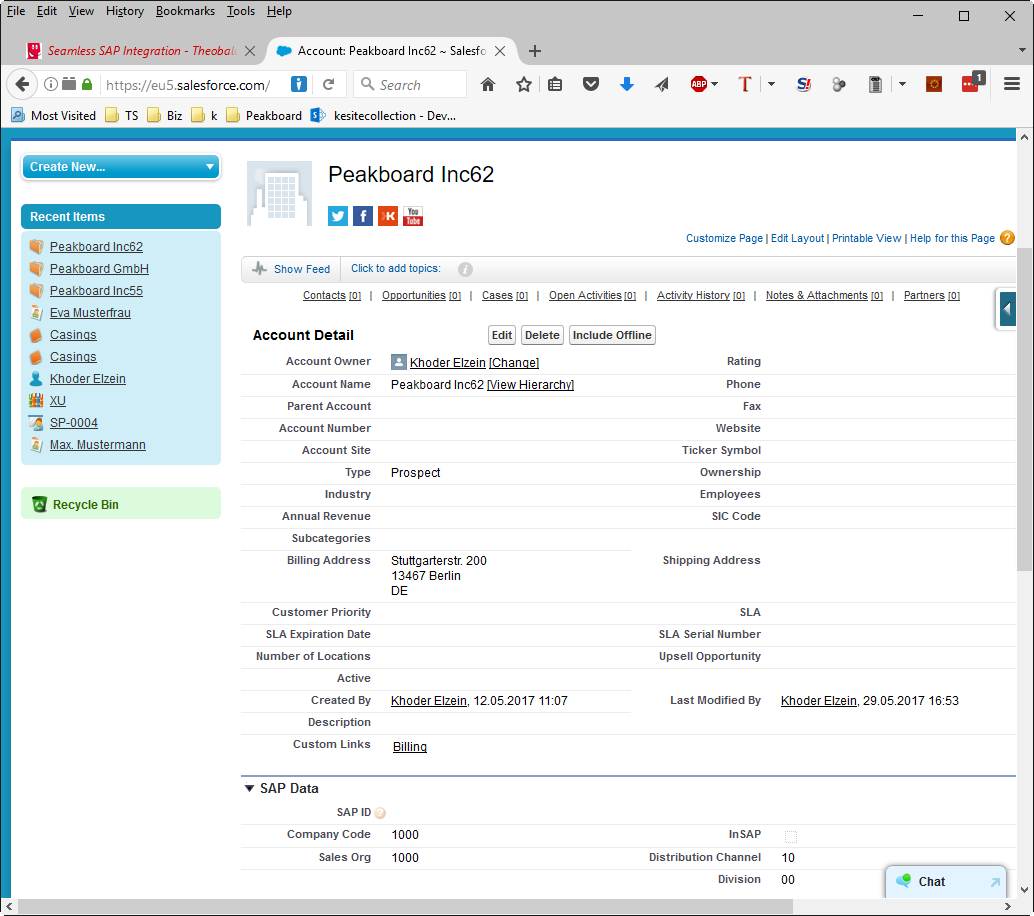 File Edit View History Bookmarks Tools Help
Seamless SAP Integration - Theobal
Account: Peakboard Inc62 ~ Salesfo
https://eu5.salesforce.com/
Search
ABP
T
S!
1
Most Visited TS Biz k Peakboard kesitecollection - Dev...
Create New...
Recent Items
Peakboard Inc62
Peakboard GmbH
Peakboard Inc55
Eva Musterfrau
Casings
Casings
Khoder Elzein
XU
SP-0004
Max. Mustermann
Recycle Bin
Peakboard Inc62
You Tube
Customize Page | Edit Layout | Printable View | Help for this Page ?
Show Feed Click to add topics: i
Contacts [0] | Opportunities [0] | Cases [0] | Open Activities [0] | Activity History [0] | Notes & Attachments [0] | Partners [0]
Account Detail Edit Delete Include Offline
Account Owner Khoder Elzein [Change] Rating
Account Name Peakboard Inc62 [View Hierarchy] Phone
Parent Account Fax
Account Number Website
Account Site Ticker Symbol
Type Prospect Ownership
Industry Employees
Annual Revenue SIC Code
Subcategories
Billing Address Stuttgarterstr. 200 Shipping Address
13467 Berlin
DE
Customer Priority SLA
SLA Expiration Date SLA Serial Number
Number of Locations Upsell Opportunity
Active
Created By Khoder Elzein, 12.05.2017 11:07 Last Modified By Khoder Elzein, 29.05.2017 16:53
Description
Custom Links Billing
SAP Data
SAP ID ?
Company Code 1000 InSAP
Sales Org 1000 Distribution Channel 10
Division 00
Chat